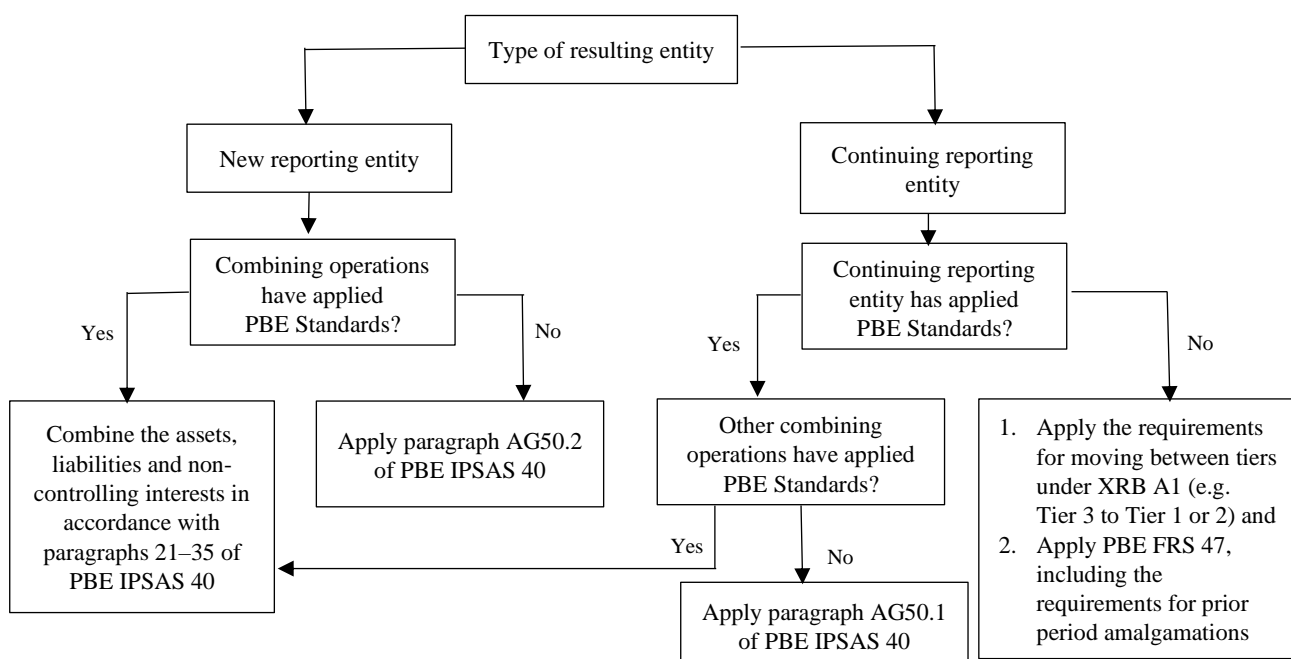 Type of resulting entity
New reporting entity
Continuing reporting
entity
Combining operations
have applied
PBE Standards?
Continuing reporting
entity has applied
PBE Standards?
Yes
No
Yes
No
Combine the assets,
liabilities and non-
controlling interests in
accordance with
paragraphs 21–35 of
PBE IPSAS 40
Apply paragraph AG50.2
of PBE IPSAS 40
Other combining
operations have applied
PBE Standards?
1. Apply the requirements
for moving between tiers
under XRB A1 (e.g.
Tier 3 to Tier 1 or 2) and
2. Apply PBE FRS 47,
including the
requirements for prior
period amalgamations
Yes
No
Apply paragraph AG50.1
of PBE IPSAS 40